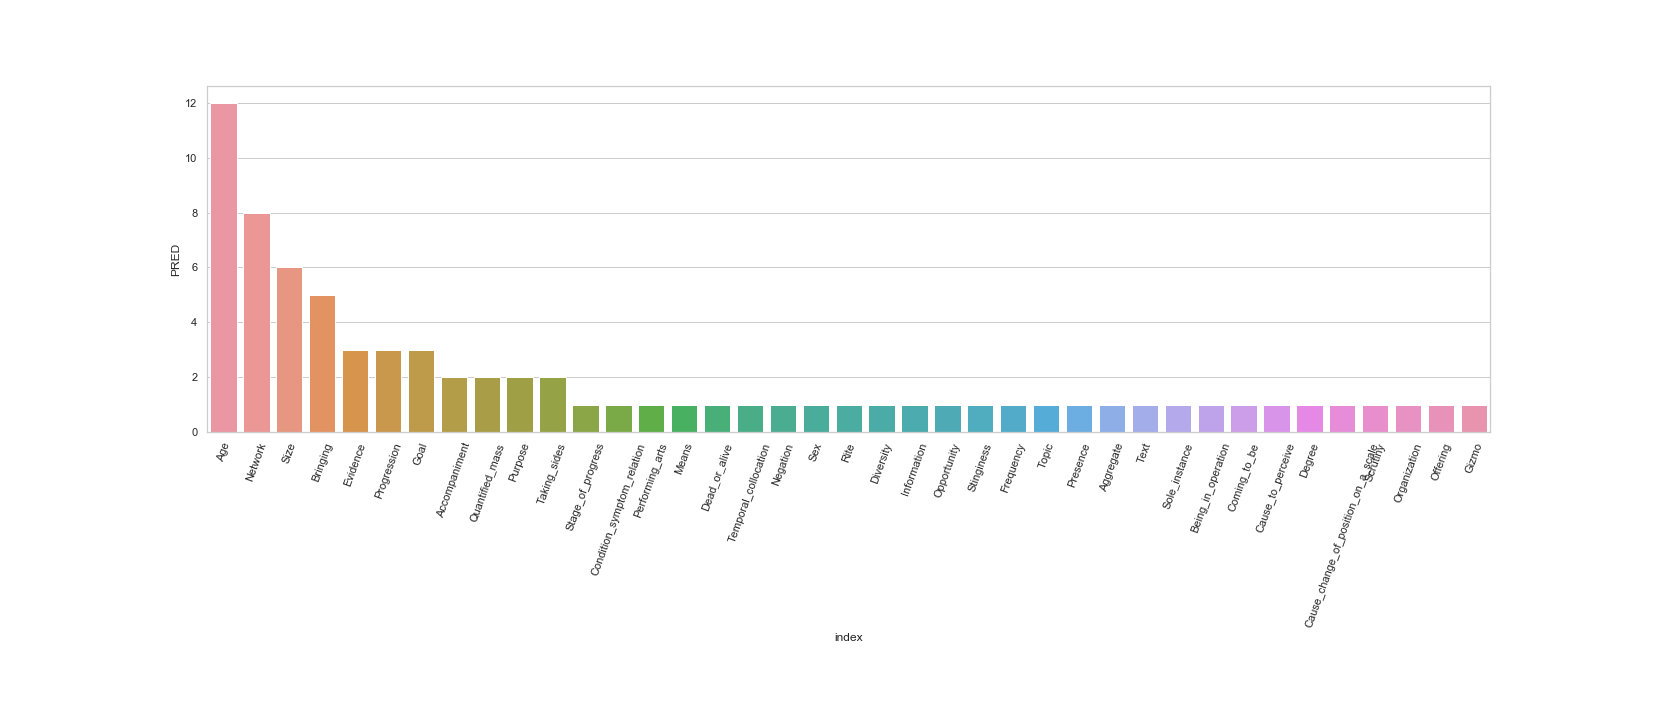 12
10
8
6
4
2
0
PRED
Age
Network
Size
Bringing
Evidence
Progression
Goal
Accompaniment
Quantified_mass
Purpose
Taking_sides
Stage_of_progress
Condition_symptom_relation
Performing_arts
Means
Dead_or_alive
Temporal_collocation
Negation
Sex
Rite
Diversity
Information
Opportunity
Stinginess
Frequency
Topic
Presence
Aggregate
Text
Sole_instance
Being_in_operation
Coming_to_be
Cause_to_perceive
Degree
Cause_change_of_position_on_a_scale
Scrutiny
Organization
Offering
Gizmo
index